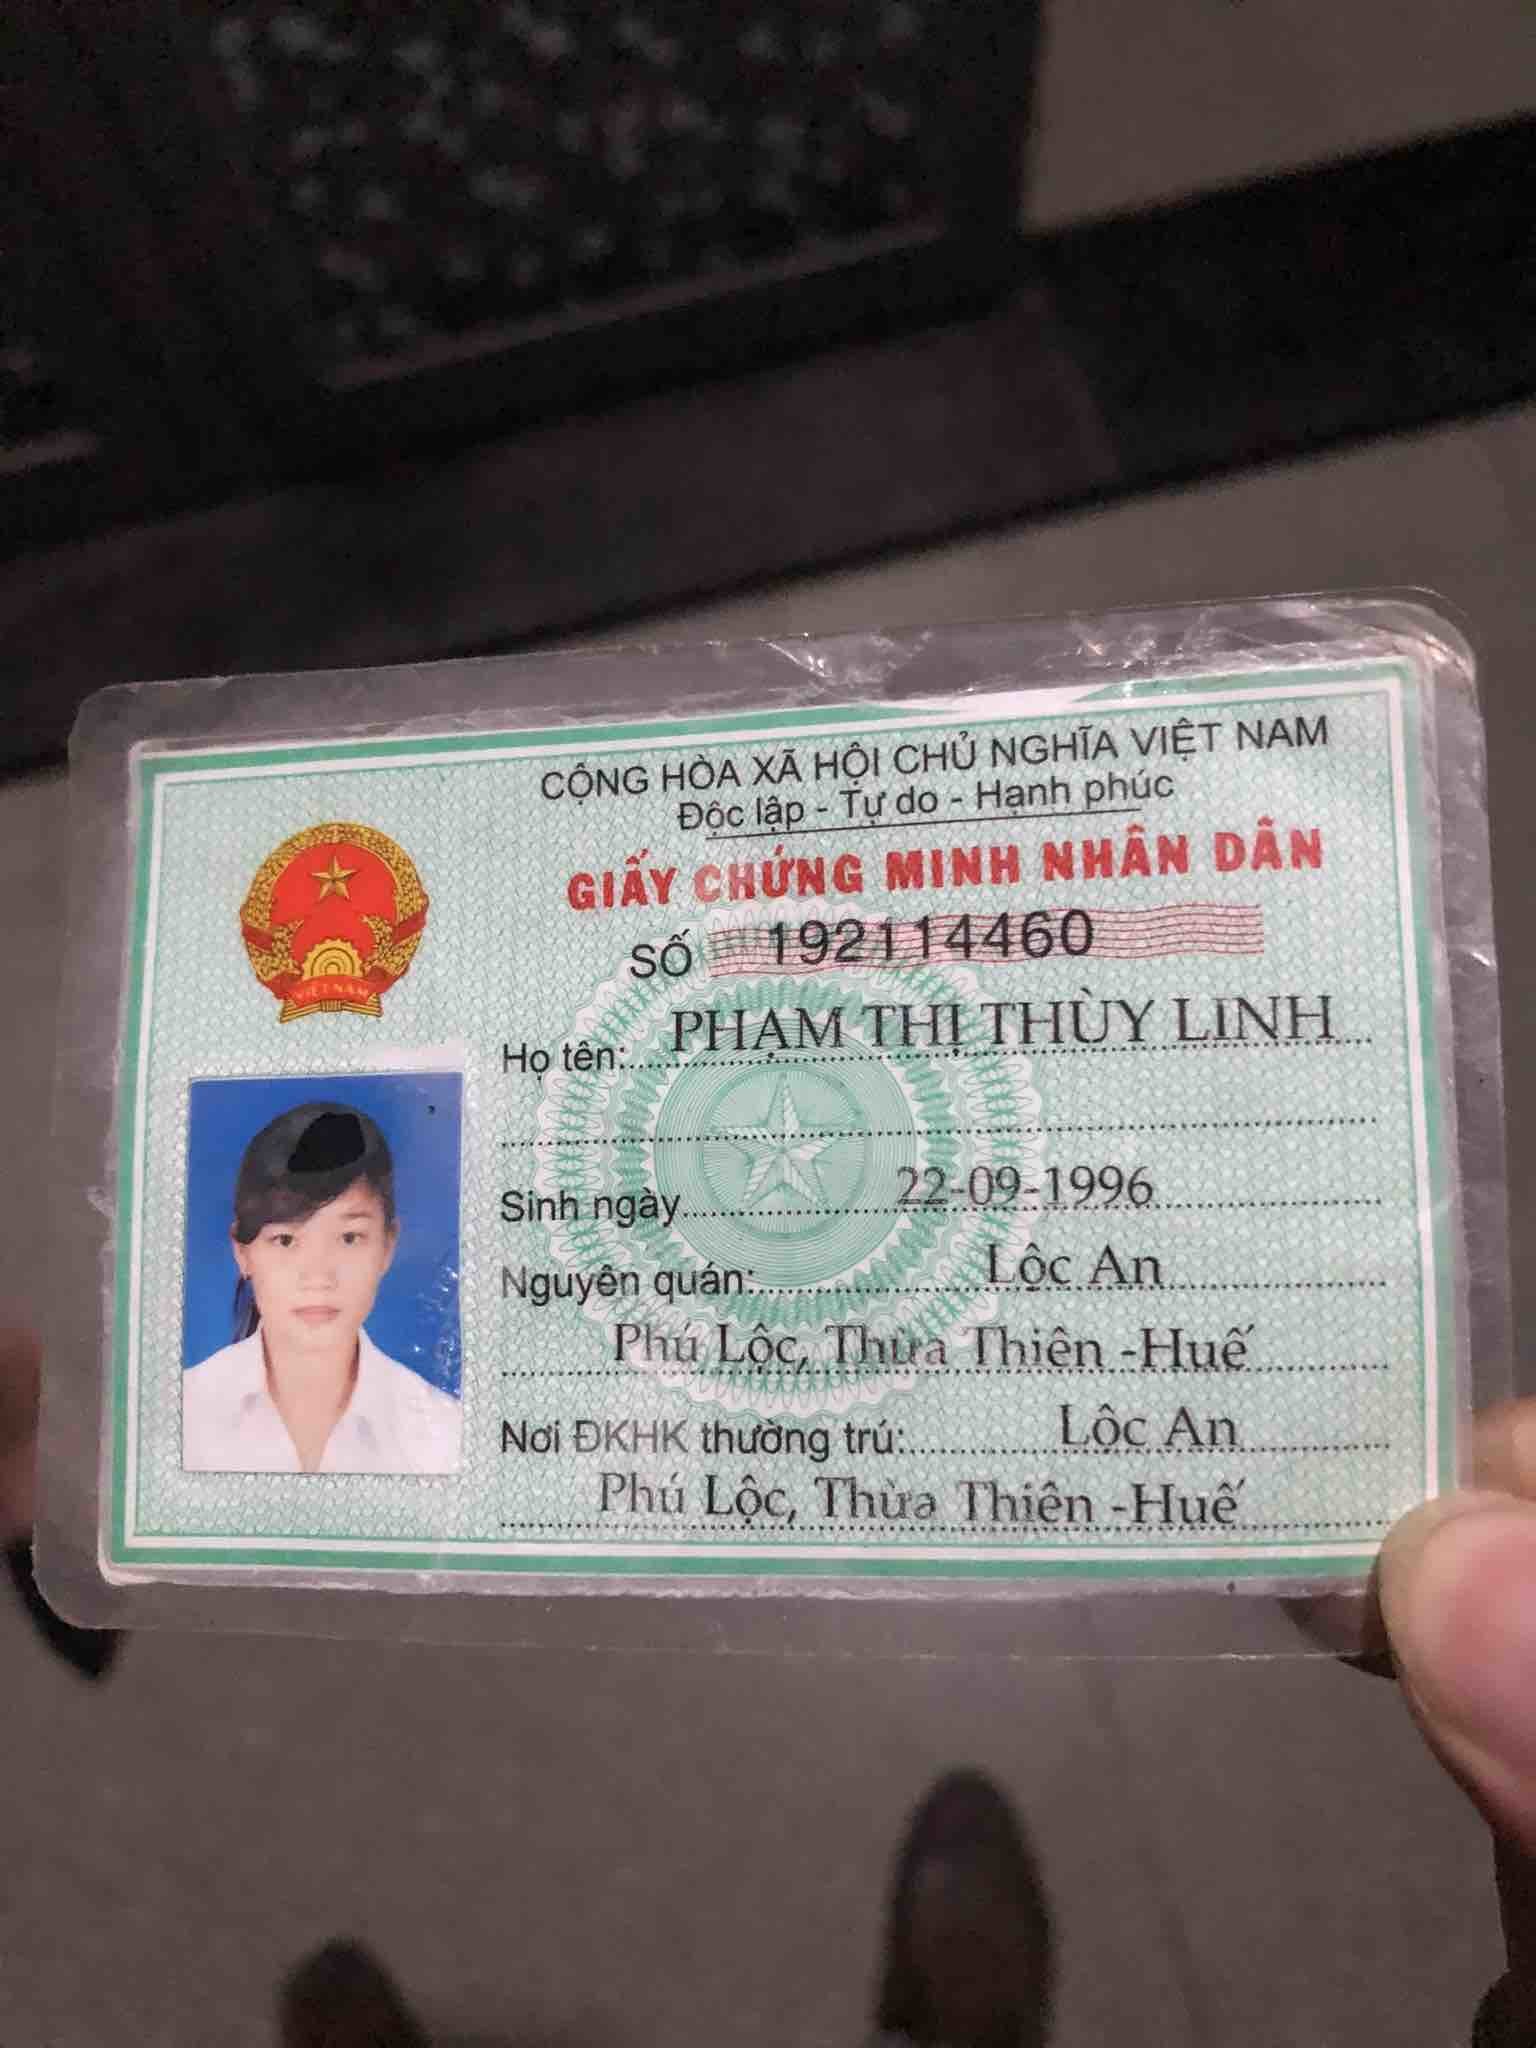 CỘNG HÒA XÃ HỘI CHỦ NGHĨA VIỆT NAM
Độc lập - Tự do - Hạnh phúc
GIẤY CHỨNG MINH NHÂN DÂN
SỐ 192114460
VIỆT NAM
Họ tên: PHẠM THỊ THÙY LINH
Sinh ngày 22-09-1996
Nguyên quán: Lộc An
Phú Lộc, Thừa Thiên -Huế
Nơi ĐKHK thường trú: Lộc An
Phú Lộc, Thừa Thiên -Huế